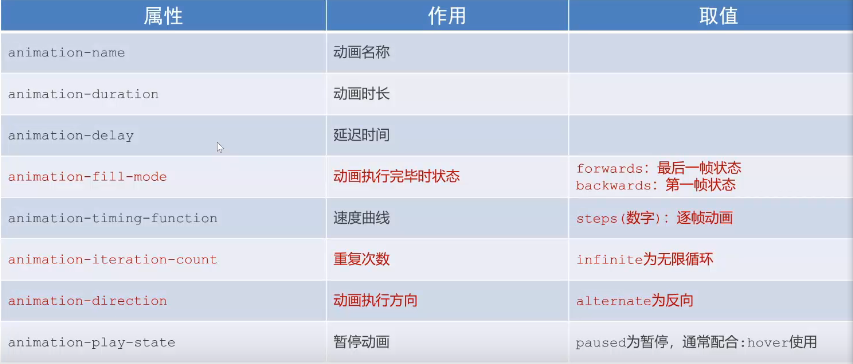 属性 作用 取值
animation-name 动画名称
animation-duration 动画时长
animation-delay 延迟时间
animation-fill-mode 动画执行完毕时状态 forwards：最后一帧状态
backwards：第一帧状态
animation-timing-function 速度曲线 steps(数字)：逐帧动画
animation-iteration-count 重复次数 infinite为无限循环
animation-direction 动画执行方向 alternate为反向
animation-play-state 暂停动画 paused为暂停，通常配合:hover使用